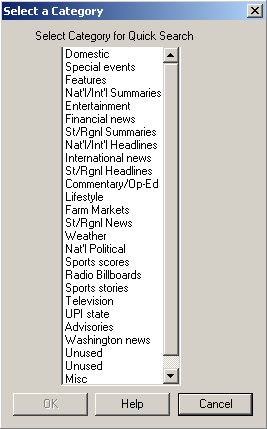 Select a Category
Select Category for Quick Search
Domestic
Special events
Features
Nat'l/Int'l Summaries
Entertainment
Financial news
St/Rgnl Summaries
Nat'l/Int'l Headlines
International news
St/Rgnl Headlines
Commentary/Op-Ed
Lifestyle
Farm Markets
St/Rgnl News
Weather
Nat'l Political
Sports scores
Radio Billboards
Sports stories
Television
UPI state
Advisories
Washington news
Unused
Unused
Misc
OK
Help
Cancel